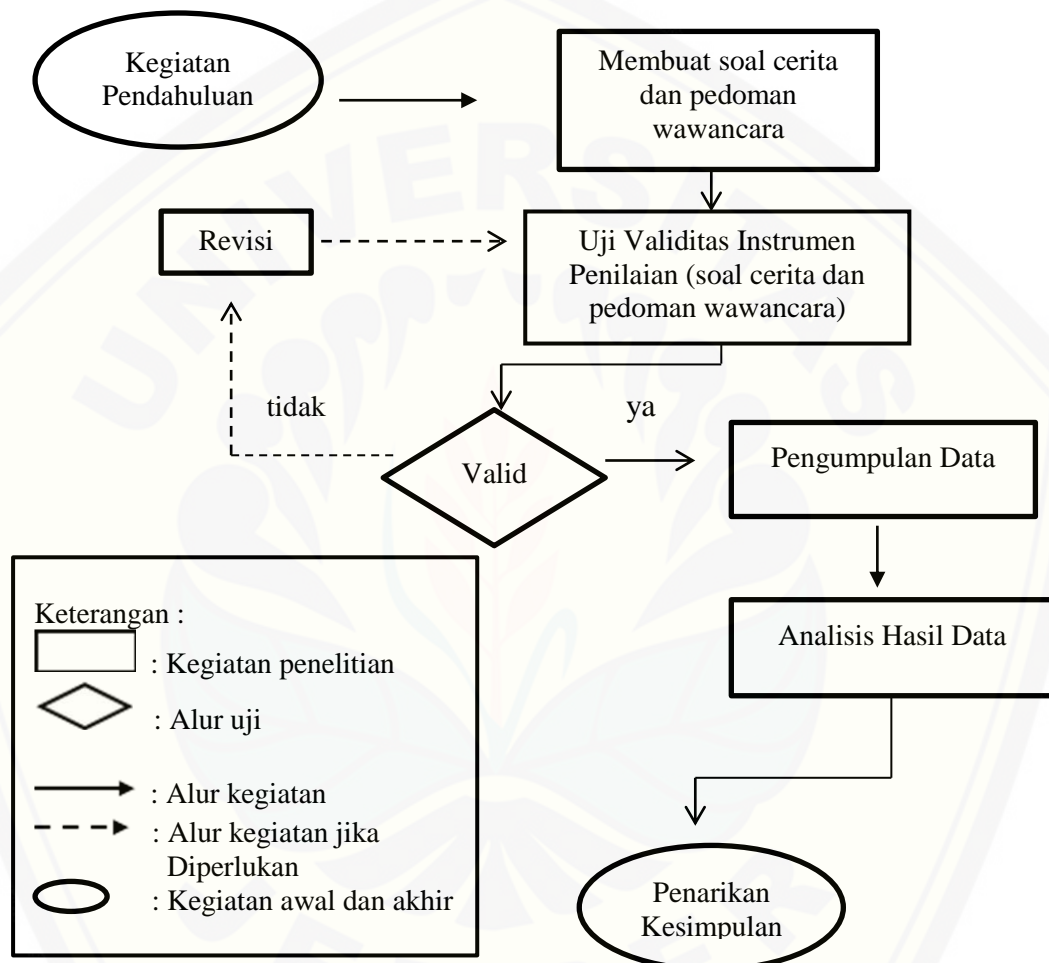 Kegiatan
Pendahuluan
Membuat soal cerita
dan pedoman
wawancara
Revisi
Uji Validitas Instrumen
Penilaian (soal cerita dan
pedoman wawancara)
tidak
ya
Valid
Pengumpulan Data
Analisis Hasil Data
Penarikan
Kesimpulan
Keterangan :
: Kegiatan penelitian
: Alur uji
: Alur kegiatan
: Alur kegiatan jika
Diperlukan
: Kegiatan awal dan akhir
UNIVERSITAS